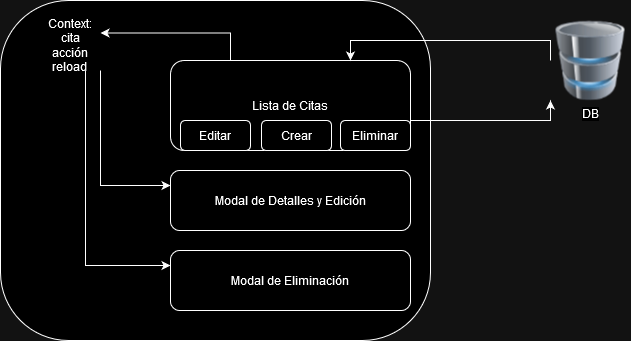 Context:
cita
acción
reload
Lista de Citas
Editar
Crear
Eliminar
DB
Modal de Detalles y Edición
Modal de Eliminación